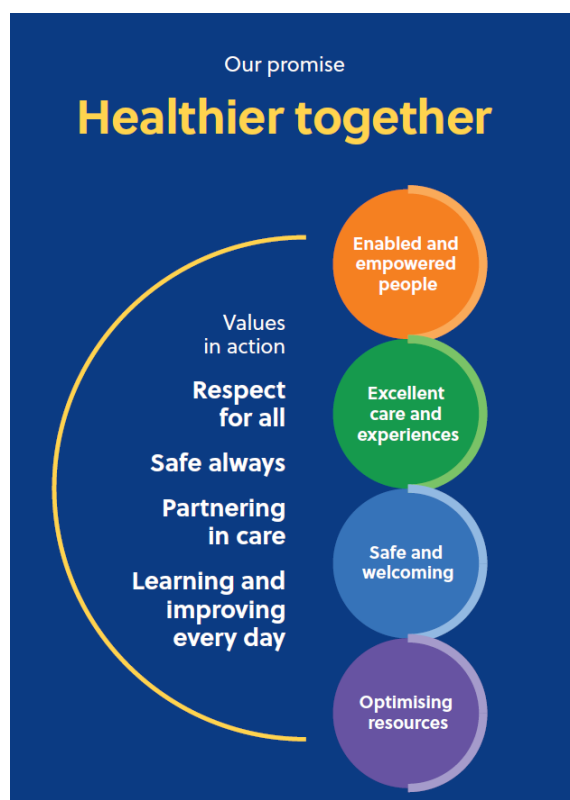 Our promise
Healthier together
Values
in action
Respect
for all
Safe always
Partnering
in care
Learning and
improving
every day
Enabled and
empowered
people
Excellent
care and
experiences
Safe and
welcoming
Optimising
resources